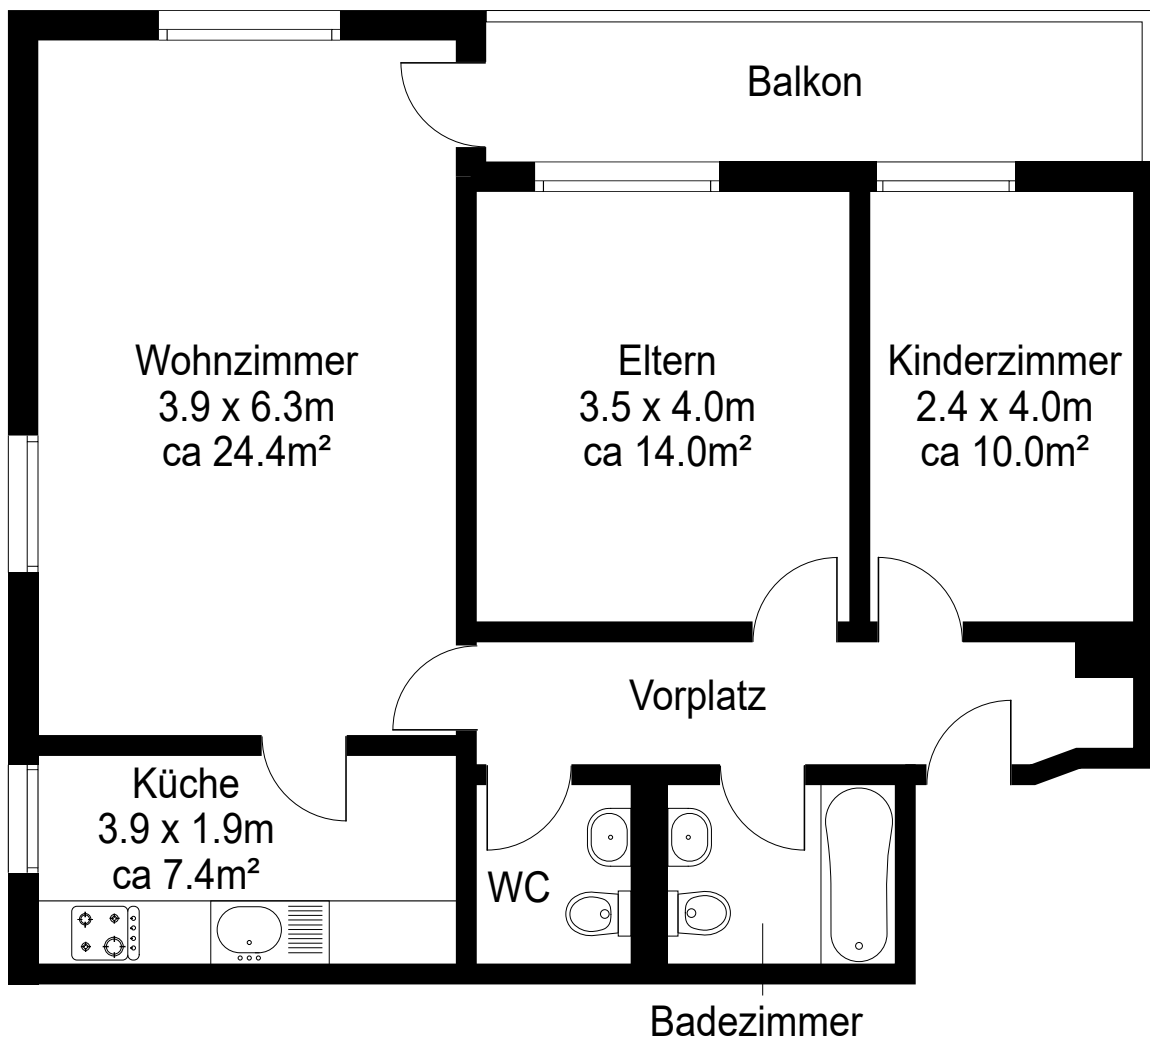 Balkon
Wohnzimmer
3.9 x 6.3m
ca 24.4m²
Eltern
3.5 x 4.0m
ca 14.0m²
Kinderzimmer
2.4 x 4.0m
ca 10.0m²
Vorplatz
Küche
3.9 x 1.9m
ca 7.4m²
WC
Badezimmer